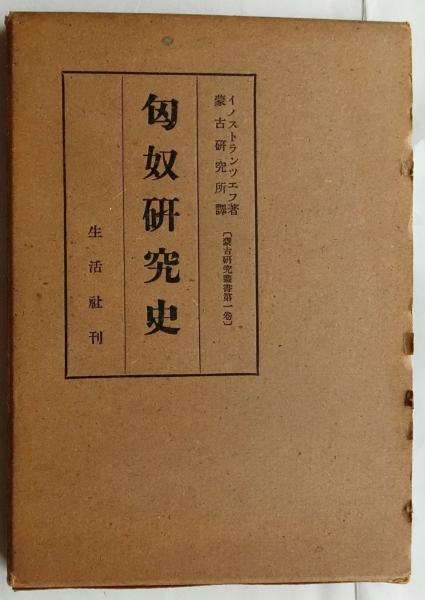 イノストランツエフ著
蒙古研究所譯
〔蒙古研究叢書第一卷〕
匈奴研究史
生活社刊